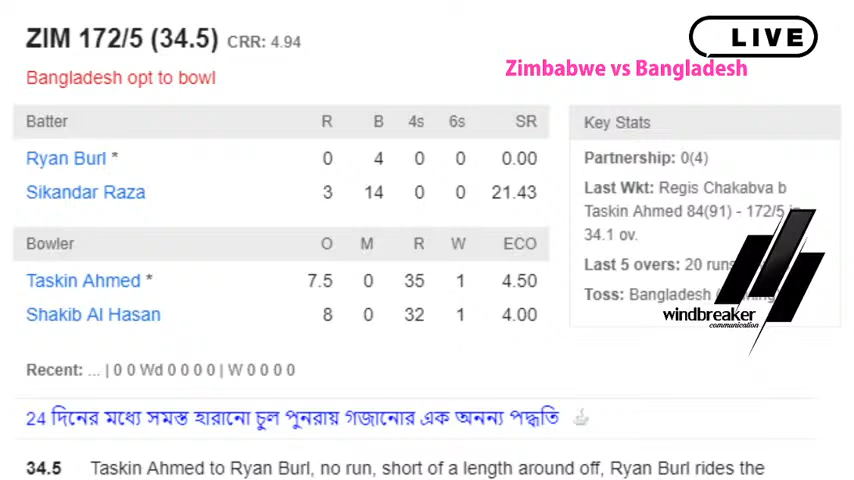 ZIM 172/5 (34.5) CRR: 4.94
LIVE
Zimbabwe vs Bangladesh
Bangladesh opt to bowl
Batter R B 4s 6s SR
Ryan Burl * 0 4 0 0 0.00
Sikandar Raza 3 14 0 0 21.43
Bowler O M R W ECO
Taskin Ahmed * 7.5 0 35 1 4.50
Shakib Al Hasan 8 0 32 1 4.00
Key Stats
Partnership: 0(4)
Last Wkt: Regis Chakabva b
Taskin Ahmed 84(91) - 172/5 in
34.1 ov.
Last 5 overs: 20 runs
Toss: Bangladesh
windbreaker
communication
Recent: ... | 0 0 Wd 0 0 0 0 | W 0 0 0 0
24 দিনের মধ্যে সমস্ত হারানো চুল পুনরায় গজানোর এক অনন্য পদ্ধতি
34.5 Taskin Ahmed to Ryan Burl, no run, short of a length around off, Ryan Burl rides the